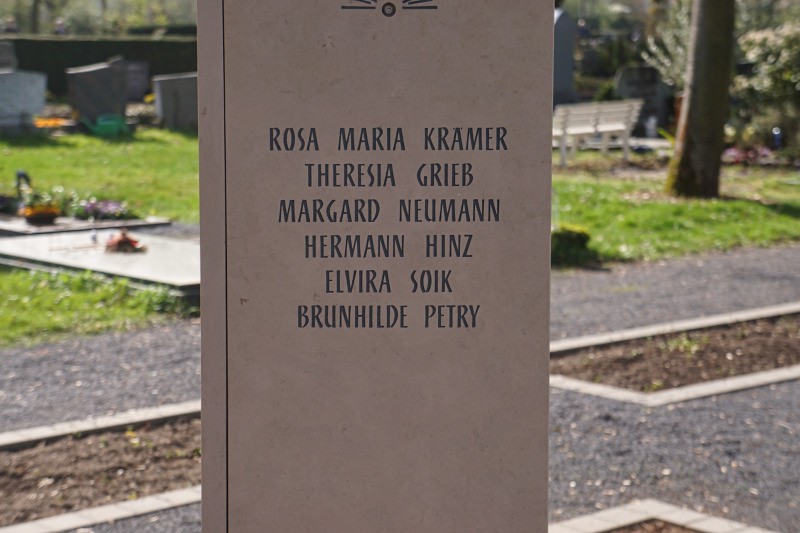 ROSA MARIA KRÄMER
THERESIA GRIEB
MARGARD NEUMANN
HERMANN HINZ
ELVIRA SOIK
BRUNHILDE PETRY